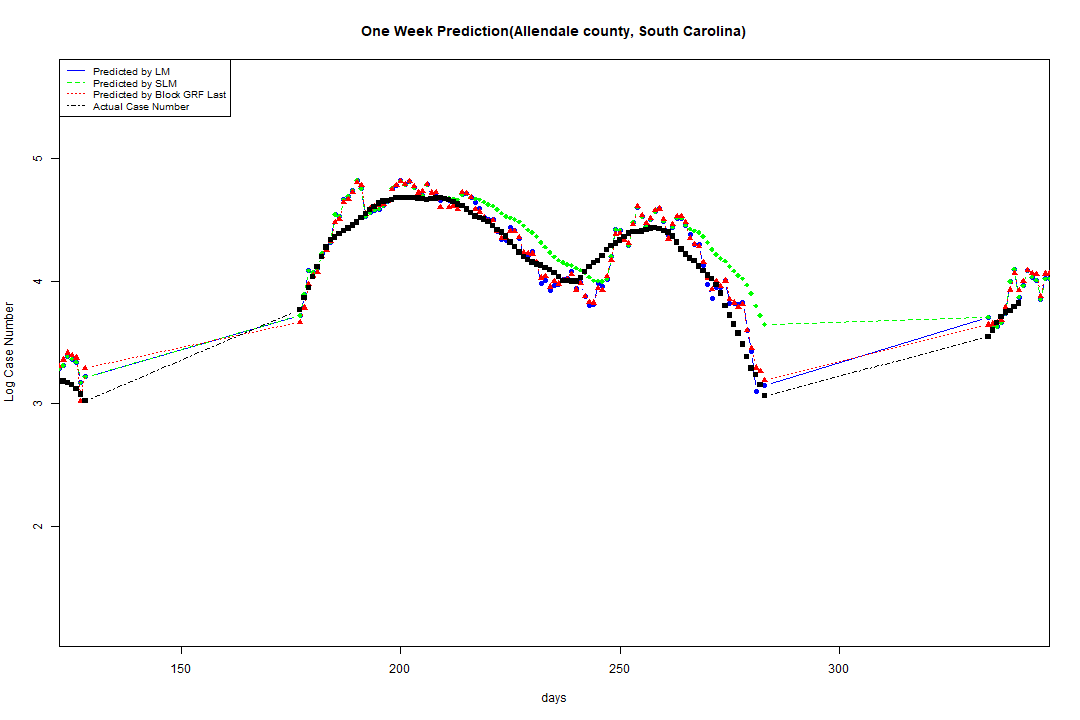 One Week Prediction(Allendale county, South Carolina)
Predicted by LM
Predicted by SLM
Predicted by Block GRF Last
Actual Case Number
5
4
3
2
Log Case Number
150
200
250
300
days